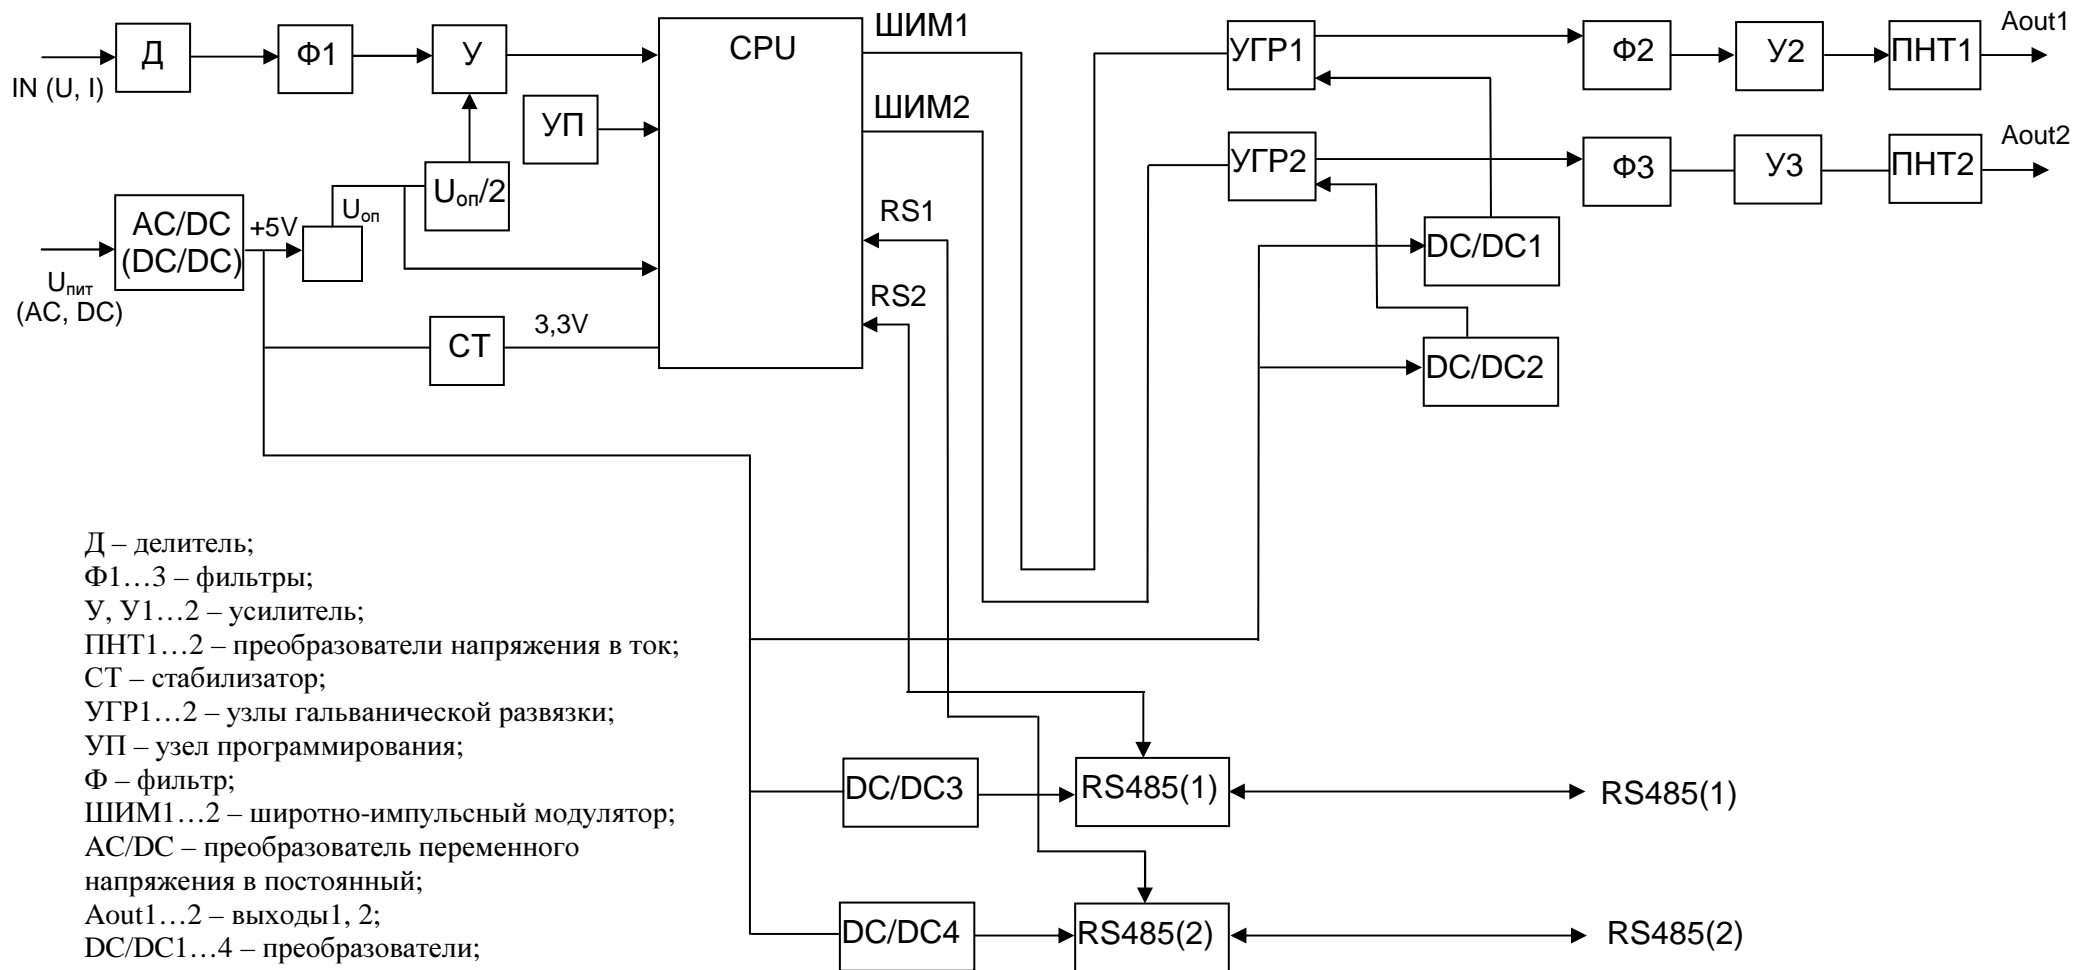 IN (U, I)
Д
Ф1
У
CPU
ШИМ1
УГР1
Ф2
У2
ПНТ1
Aout1
УП
ШИМ2
УГР2
Ф3
У3
ПНТ2
Aout2
Uпит
(AC, DC)
AC/DC
(DC/DC)
+5V
Uоп
Uоп/2
RS1
RS2
СТ
3,3V
DC/DC1
DC/DC2
Д – делитель;
Ф1…3 – фильтры;
У, У1…2 – усилитель;
ПНТ1…2 – преобразователи напряжения в ток;
СТ – стабилизатор;
УГР1…2 – узлы гальванической развязки;
УП – узел программирования;
Ф – фильтр;
ШИМ1…2 – широтно-импульсный модулятор;
AC/DC – преобразователь переменного
напряжения в постоянный;
Aout1…2 – выходы1, 2;
DC/DC1…4 – преобразователи;
DC/DC3
RS485(1)
RS485(1)
DC/DC4
RS485(2)
RS485(2)